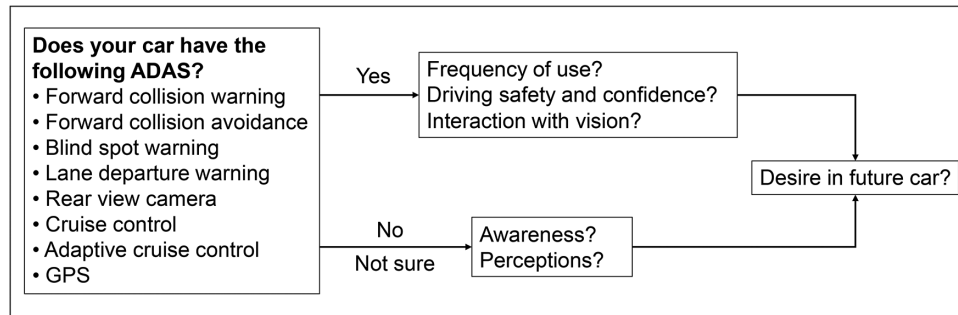 Does your car have the
following ADAS?
• Forward collision warning
• Forward collision avoidance
• Blind spot warning
• Lane departure warning
• Rear view camera
• Cruise control
• Adaptive cruise control
• GPS
Yes
Frequency of use?
Driving safety and confidence?
Interaction with vision?
No
Not sure
Awareness?
Perceptions?
Desire in future car?